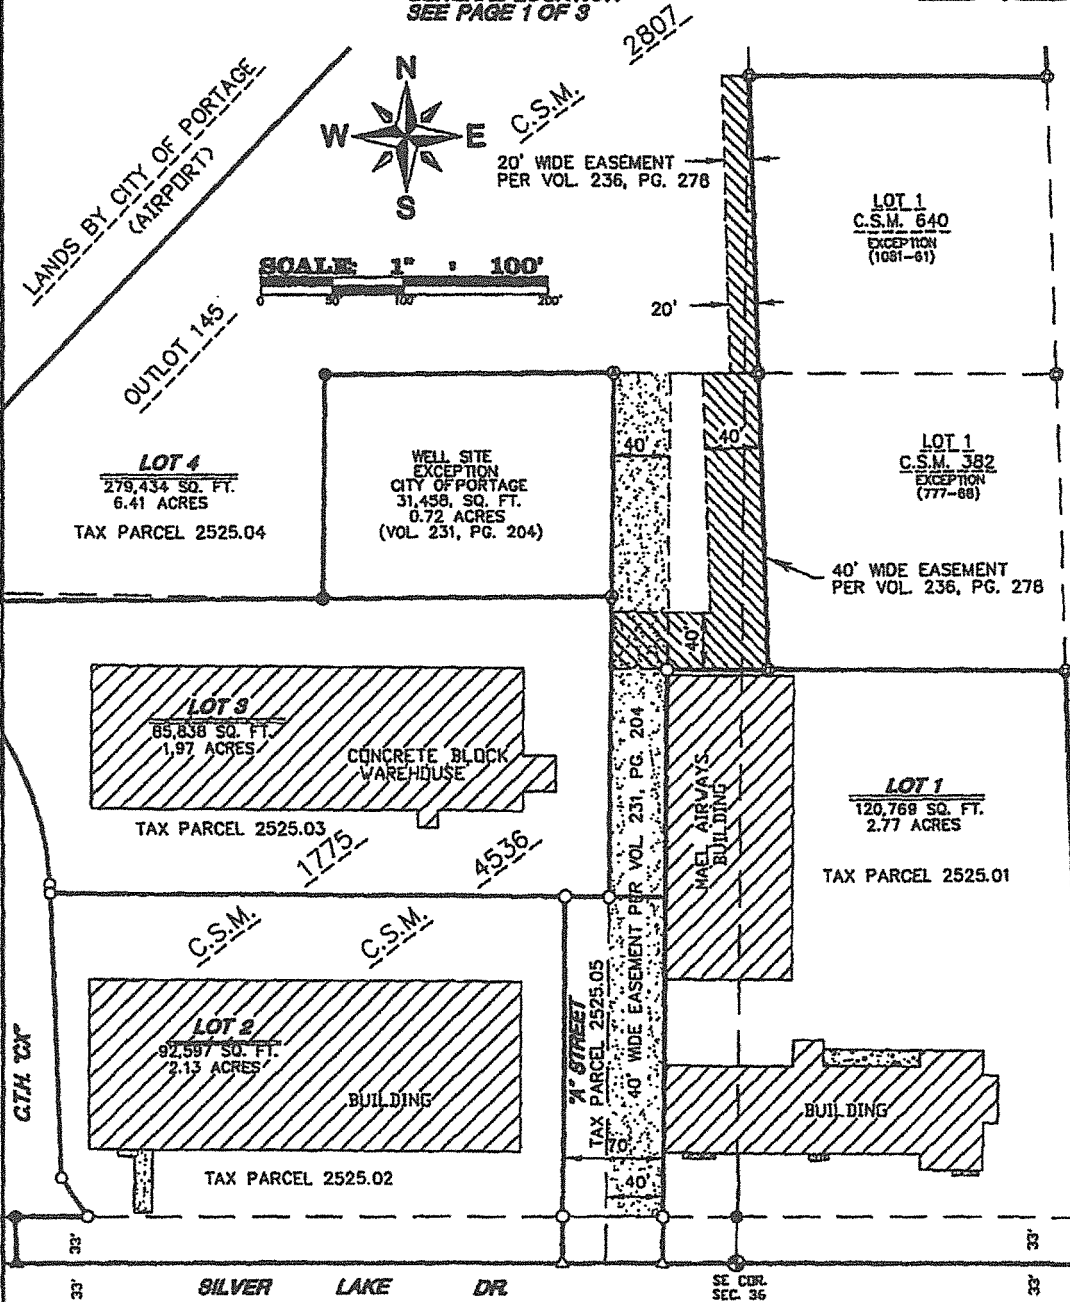 SEE PAGE 1 OF 3
2807
C.S.M.
LANDS BY CITY OF PORTAGE
(AIRPORT)
N
W E
S
20' WIDE EASEMENT
PER VOL. 236, PG. 278
LOT 1
C.S.M. 640
EXCEPTION
(1081-61)
SCALE: 1" : 100'
0 50 100 200'
20'
OUTLOT 145
LOT 4
279,434 SQ. FT.
6.41 ACRES
TAX PARCEL 2525.04
WELL SITE
EXCEPTION
CITY OF PORTAGE
31,458, SQ. FT.
0.72 ACRES
(VOL. 231, PG. 204)
40'
40'
LOT 1
C.S.M. 382
EXCEPTION
(777-68)
40' WIDE EASEMENT
PER VOL. 236, PG. 278
40'
LOT 3
85,838 SQ. FT.
1.97 ACRES
CONCRETE BLOCK
WAREHOUSE
TAX PARCEL 2525.03
1775
4536
C.S.M.
C.S.M.
MAEL AIRWAYS
BUILDING
LOT 1
120,769 SQ. FT.
2.77 ACRES
TAX PARCEL 2525.01
40' WIDE EASEMENT PER VOL. 231, PG. 204
"A" STREET
TAX PARCEL 2525.05
C.T.H. "CX"
LOT 2
92,597 SQ. FT.
2.13 ACRES
BUILDING
TAX PARCEL 2525.02
BUILDING
70'
40'
33'
33'
33'
33'
SILVER LAKE DR.
SE COR.
SEC. 36